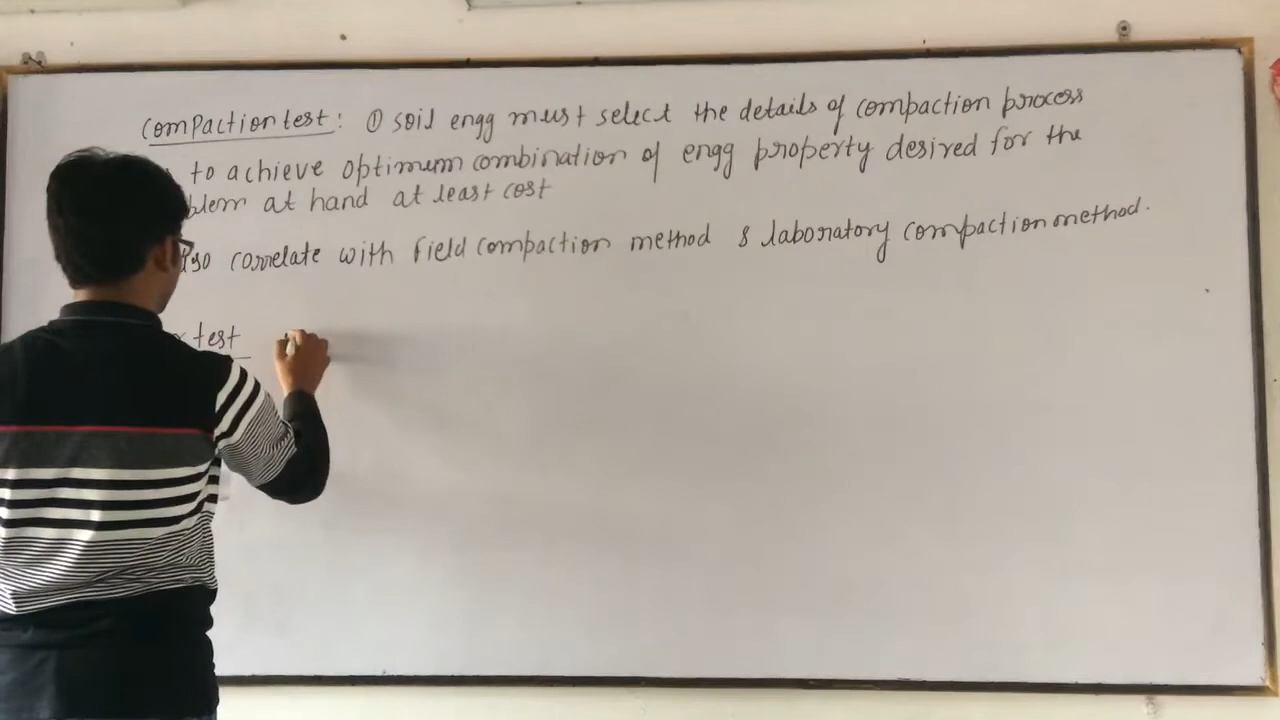 Compaction test: ① soil engg must select the details of compaction process
to achieve optimum combination of engg property desired for the
at hand at least cost
correlate with field compaction method & laboratory compaction method.
test